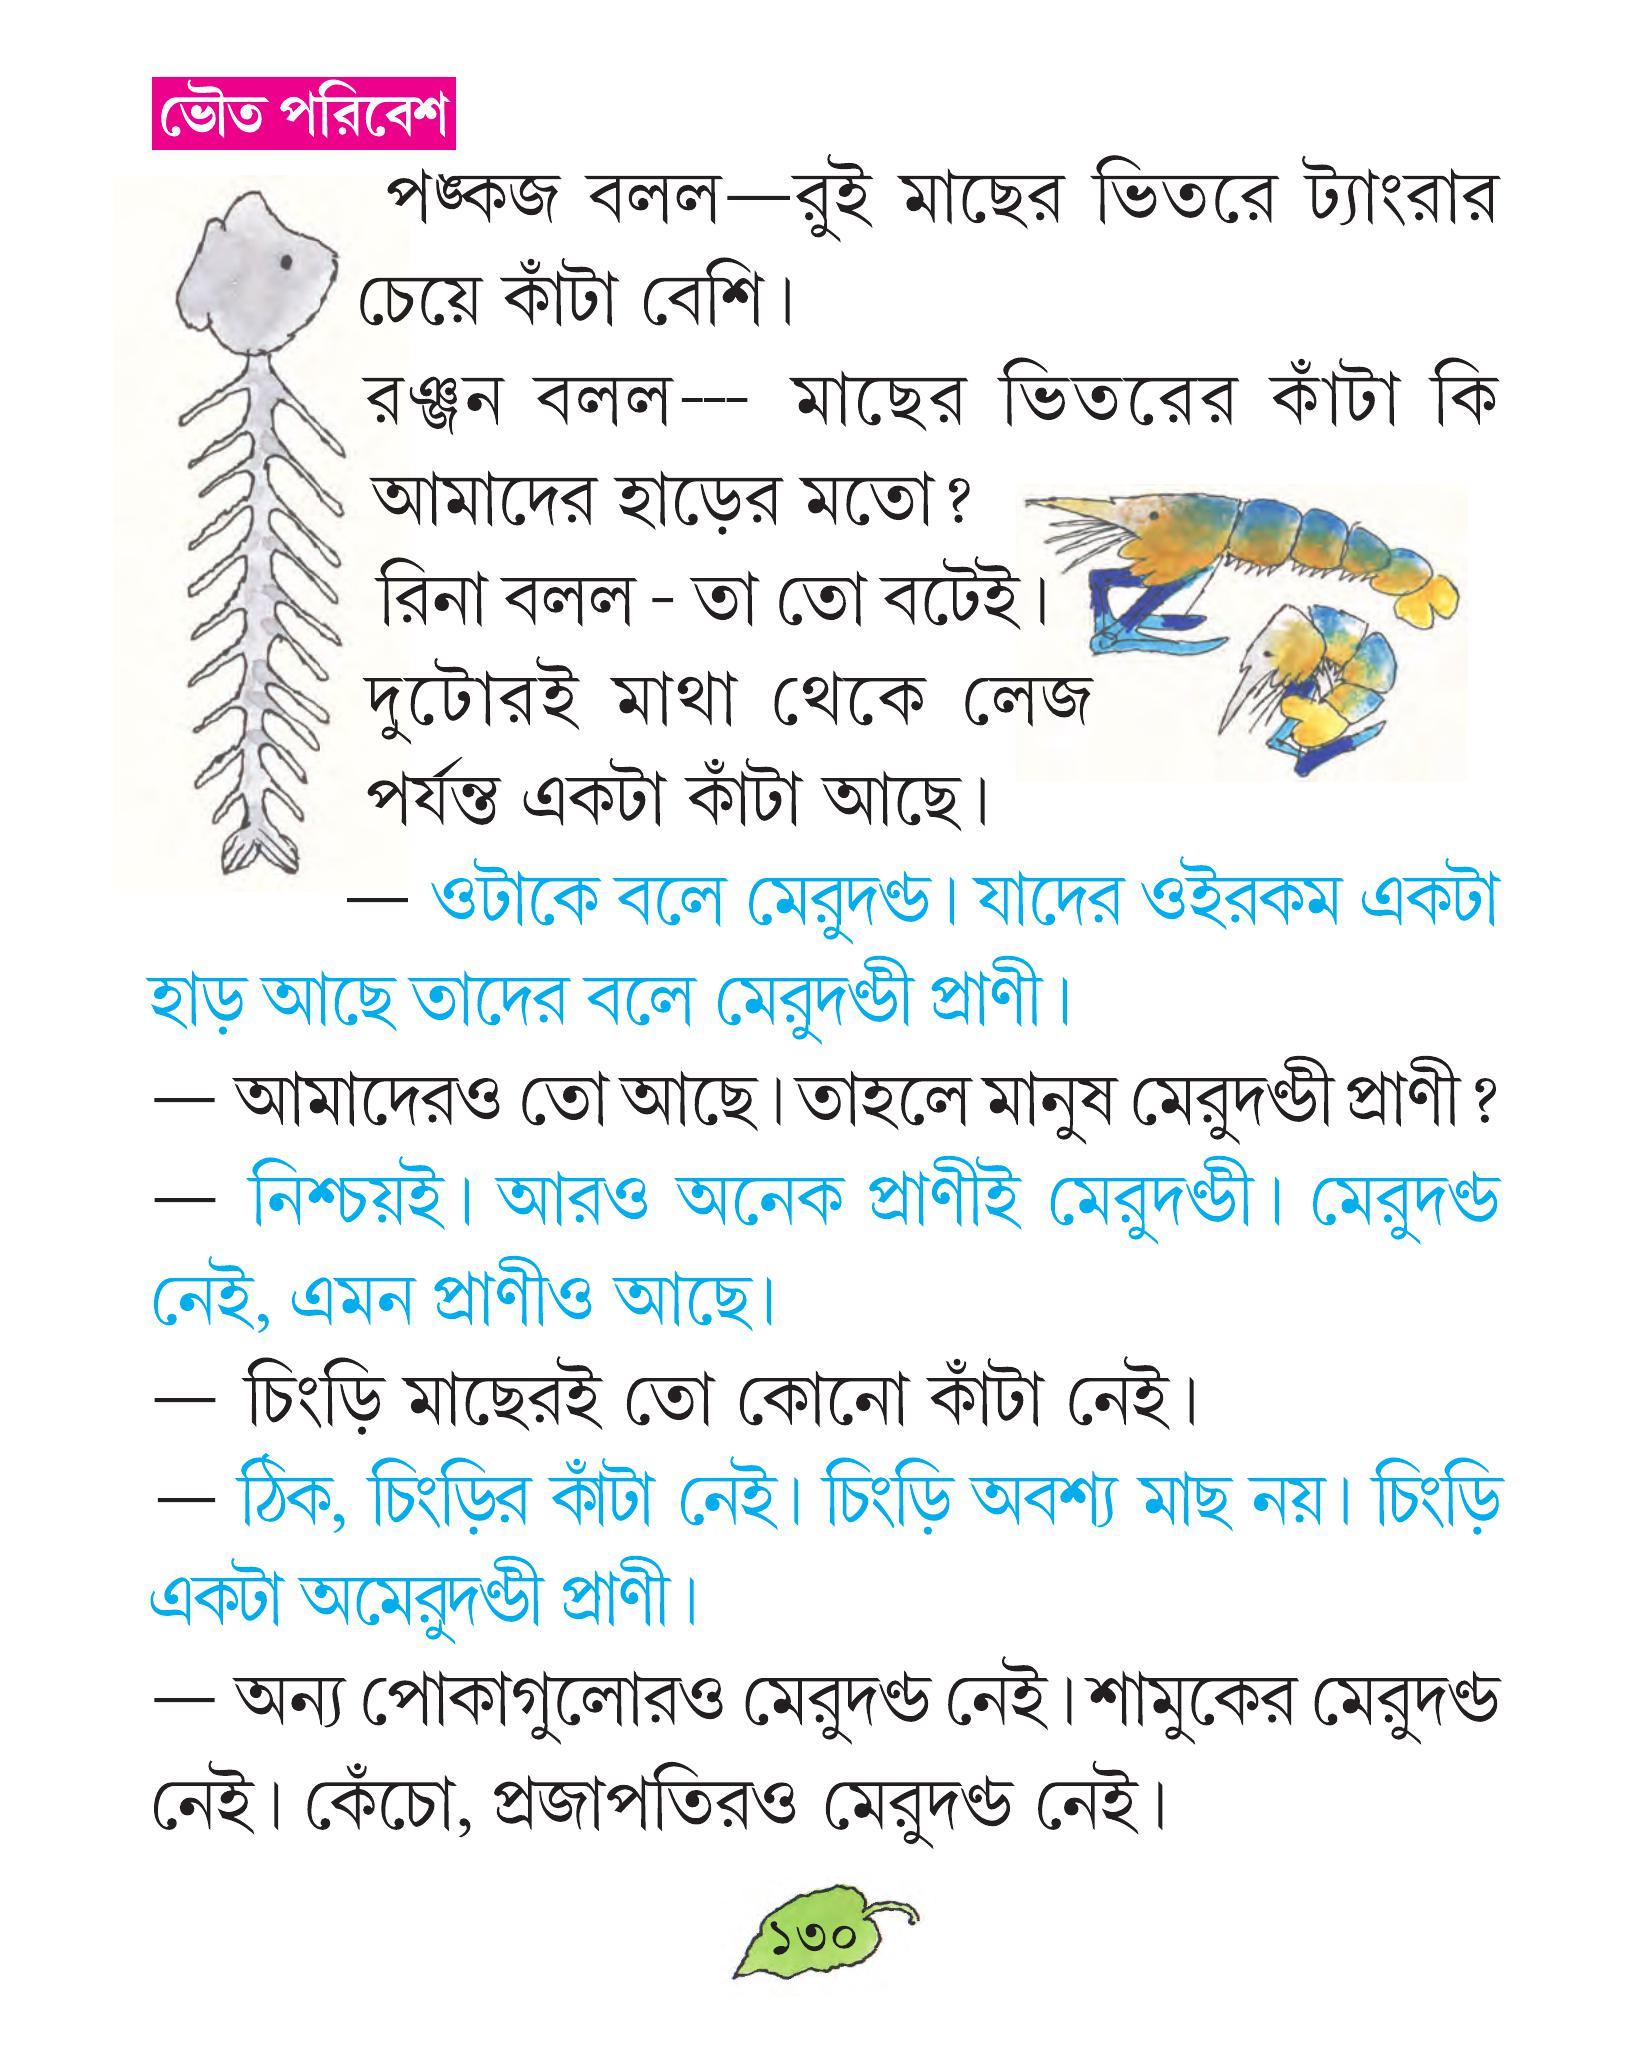 ভৌত পরিবেশ
পঙ্কজ বলল—রুই মাছের ভিতরে ট্যাংরার
চেয়ে কাঁটা বেশি।
রঞ্জন বলল--- মাছের ভিতরের কাঁটা কি
আমাদের হাড়ের মতো?
রিনা বলল - তা তো বটেই।
দুটোরই মাথা থেকে লেজ
পর্যন্ত একটা কাঁটা আছে।
— ওটাকে বলে মেরুদণ্ড। যাদের ওইরকম একটা
হাড় আছে তাদের বলে মেরুদণ্ডী প্রাণী।
— আমাদেরও তো আছে। তাহলে মানুষ মেরুদণ্ডী প্রাণী?
— নিশ্চয়ই। আরও অনেক প্রাণীই মেরুদণ্ডী। মেরুদণ্ড
নেই, এমন প্রাণীও আছে।
— চিংড়ি মাছেরই তো কোনো কাঁটা নেই।
— ঠিক, চিংড়ির কাঁটা নেই। চিংড়ি অবশ্য মাছ নয়। চিংড়ি
একটা অমেরুদণ্ডী প্রাণী।
— অন্য পোকাগুলোরও মেরুদণ্ড নেই। শামুকের মেরুদণ্ড
নেই। কেঁচো, প্রজাপতিরও মেরুদণ্ড নেই।
১৩০